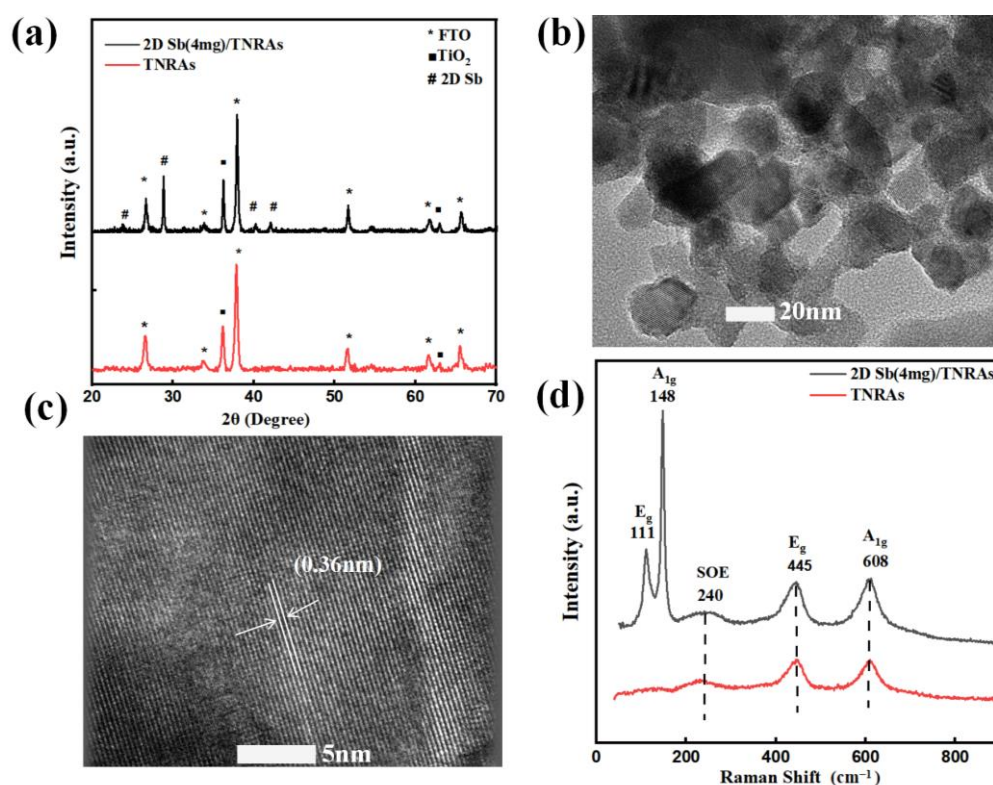 (a)
2D Sb(4mg)/TNRAs
TNRAs
* FTO
■TiO₂
# 2D Sb
Intensity (a.u.)
#
*
#
*
■
*
#
#
*
*
■
*
*
*
■
*
*
*
■
*
20 30 40 50 60 70
2θ (Degree)
(b)
20nm
(c)
(0.36nm)
5nm
(d)
2D Sb(4mg)/TNRAs
TNRAs
Intensity (a.u.)
A₁g
148
Eg
111
SOE
240
Eg
445
A₁g
608
0 200 400 600 800
Raman Shift (cm⁻¹)